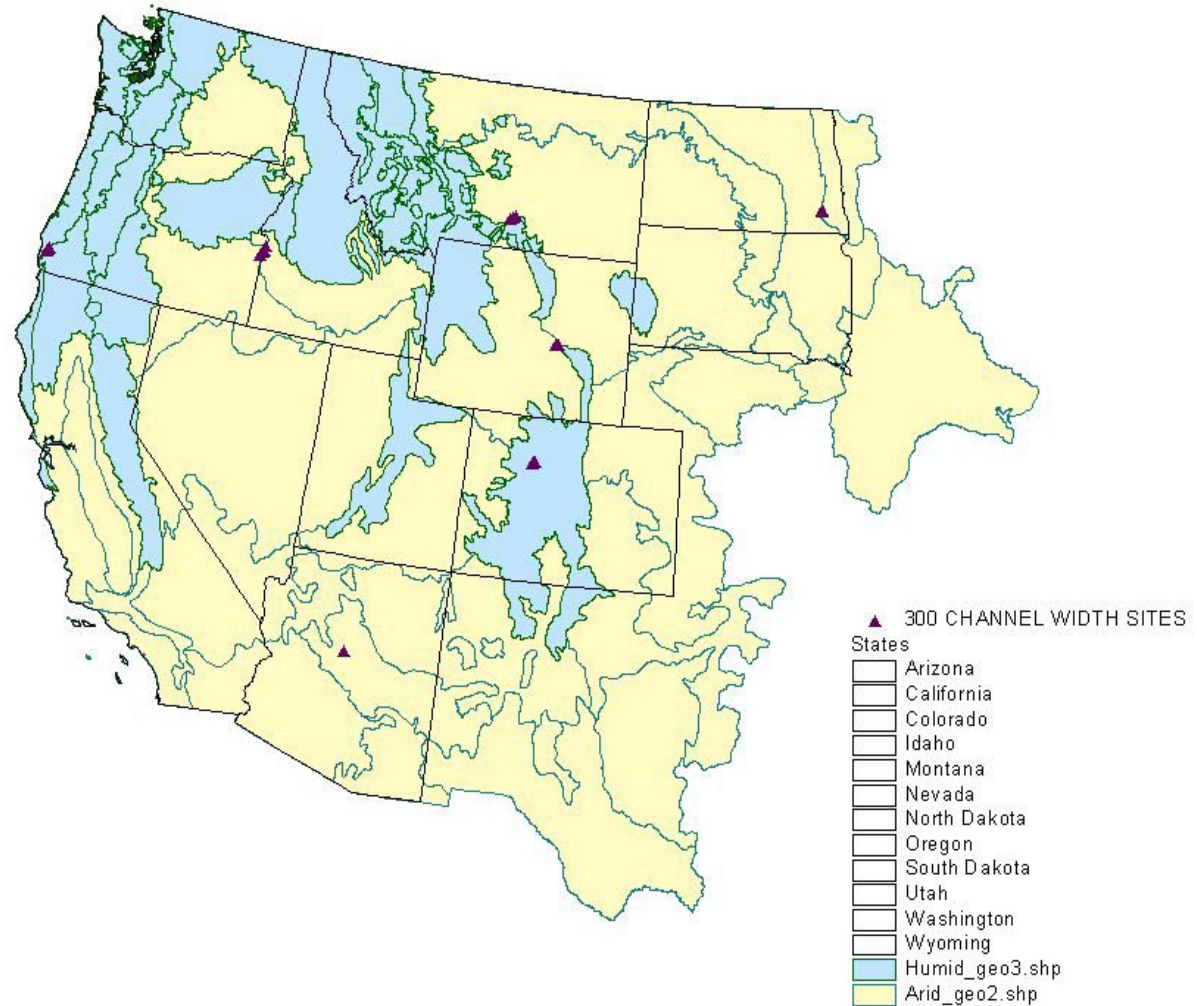 300 CHANNEL WIDTH SITES
States
Arizona
California
Colorado
Idaho
Montana
Nevada
North Dakota
Oregon
South Dakota
Utah
Washington
Wyoming
Humid_geo3.shp
Arid_geo2.shp